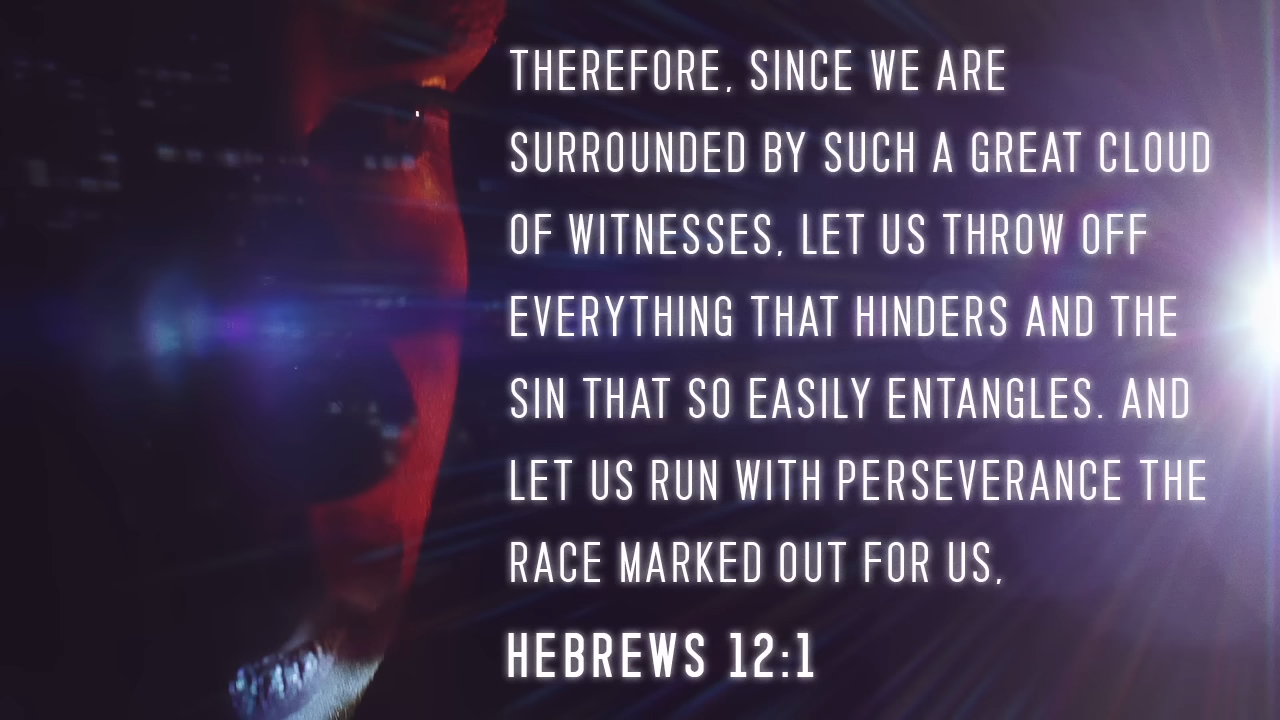 THEREFORE, SINCE WE ARE
SURROUNDED BY SUCH A GREAT CLOUD
OF WITNESSES, LET US THROW OFF
EVERYTHING THAT HINDERS AND THE
SIN THAT SO EASILY ENTANGLES. AND
LET US RUN WITH PERSEVERANCE THE
RACE MARKED OUT FOR US,
HEBREWS 12:1